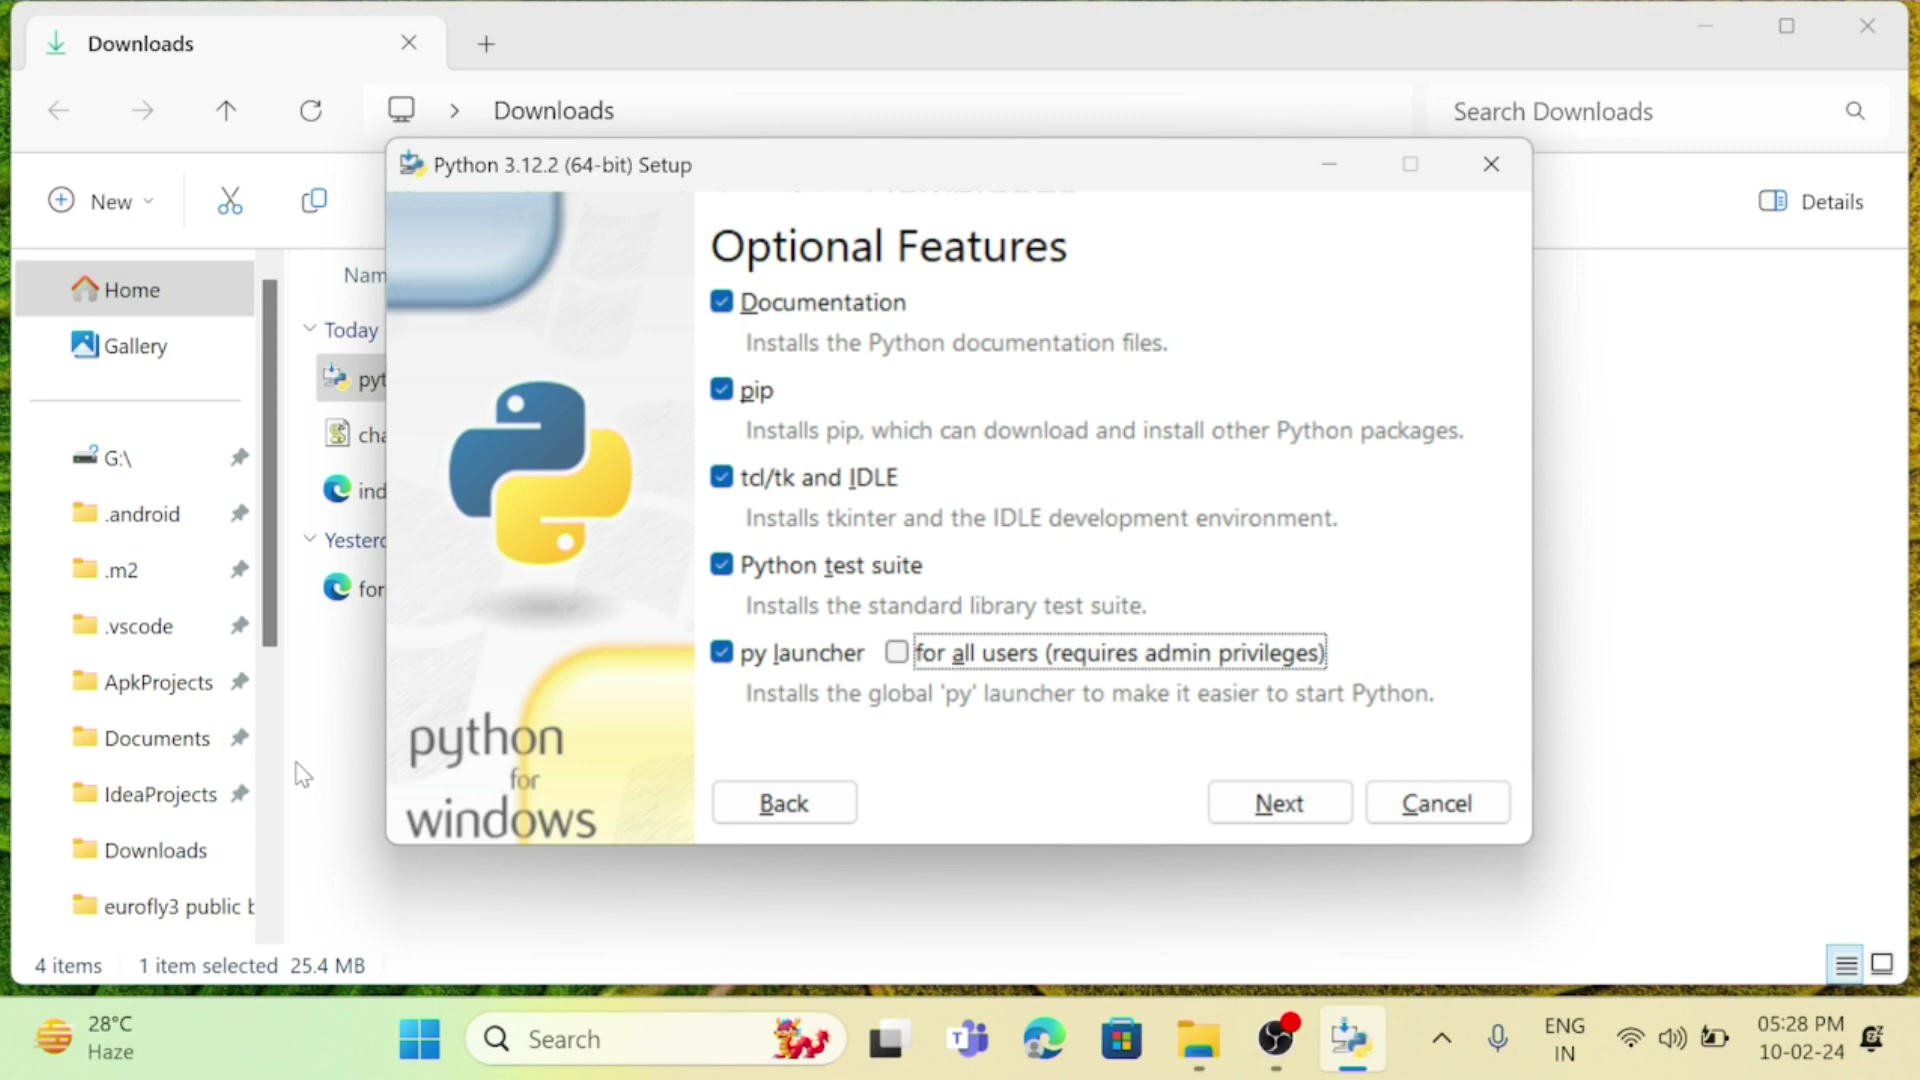 Downloads
Downloads
Search Downloads
New
Details
Python 3.12.2 (64-bit) Setup
Optional Features
Documentation
Installs the Python documentation files.
pip
Installs pip, which can download and install other Python packages.
tcl/tk and IDLE
Installs tkinter and the IDLE development environment.
Python test suite
Installs the standard library test suite.
py launcher for all users (requires admin privileges)
Installs the global 'py' launcher to make it easier to start Python.
Back
Next
Cancel
python
for
windows
Home
Gallery
G:\
.android
.m2
.vscode
ApkProjects
Documents
IdeaProjects
Downloads
eurofly3 public
Today
4 items
1 item selected 25.4 MB
28°C
Haze
Search
ENG
IN
05:28 PM
10-02-24